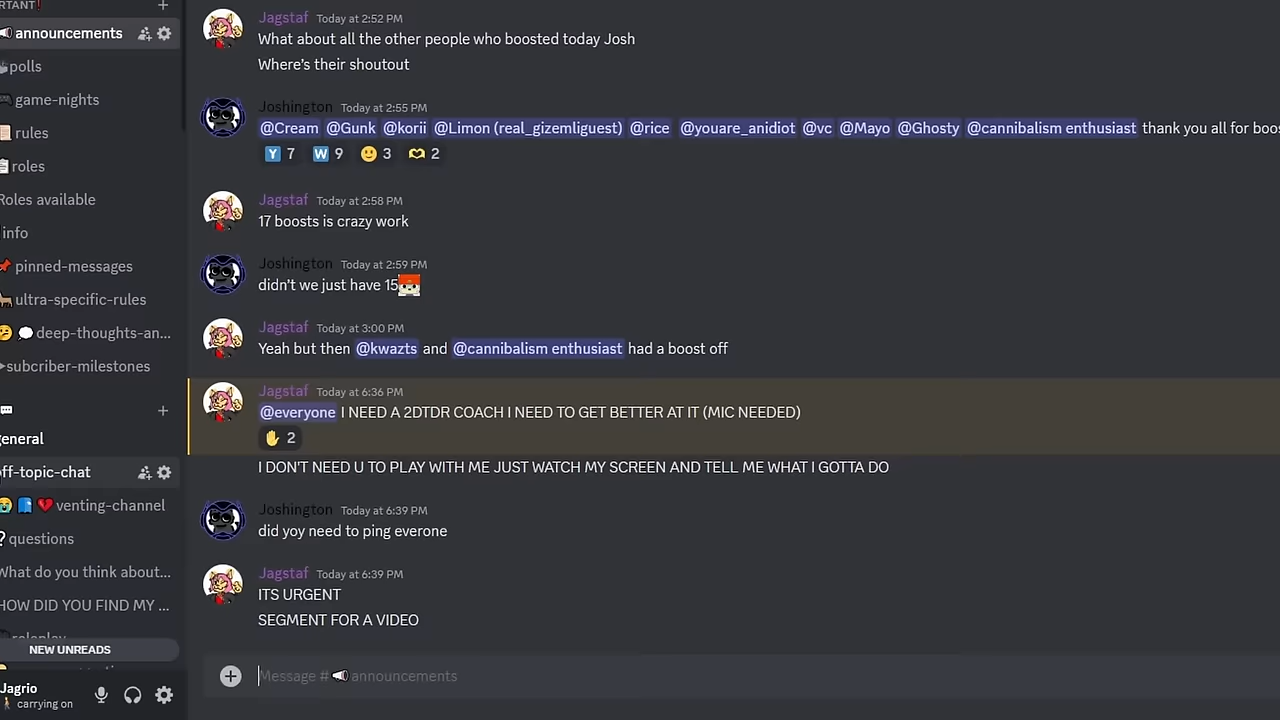 RTANT!
announcements
polls
game-nights
rules
roles
Roles available
info
pinned-messages
ultra-specific-rules
deep-thoughts-an...
subcriber-milestones
general
ff-topic-chat
venting-channel
questions
What do you think about...
HOW DID YOU FIND MY ...
roleplay
NEW UNREADS
Jagrio
carrying on
Jagstaf Today at 2:52 PM
What about all the other people who boosted today Josh
Where's their shoutout
Joshington Today at 2:55 PM
@Cream @Gunk @korii @Limon (real_gizemliguest) @rice @youare_anidiot @vc @Mayo @Ghosty @cannibalism enthusiast thank you all for boos
Y 7 W 9 3 2
Jagstaf Today at 2:58 PM
17 boosts is crazy work
Joshington Today at 2:59 PM
didn't we just have 15
Jagstaf Today at 3:00 PM
Yeah but then @kwazts and @cannibalism enthusiast had a boost off
Jagstaf Today at 6:36 PM
@everyone I NEED A 2DTDR COACH I NEED TO GET BETTER AT IT (MIC NEEDED)
2
I DON'T NEED U TO PLAY WITH ME JUST WATCH MY SCREEN AND TELL ME WHAT I GOTTA DO
Joshington Today at 6:39 PM
did yoy need to ping everone
Jagstaf Today at 6:39 PM
ITS URGENT
SEGMENT FOR A VIDEO
Message # announcements